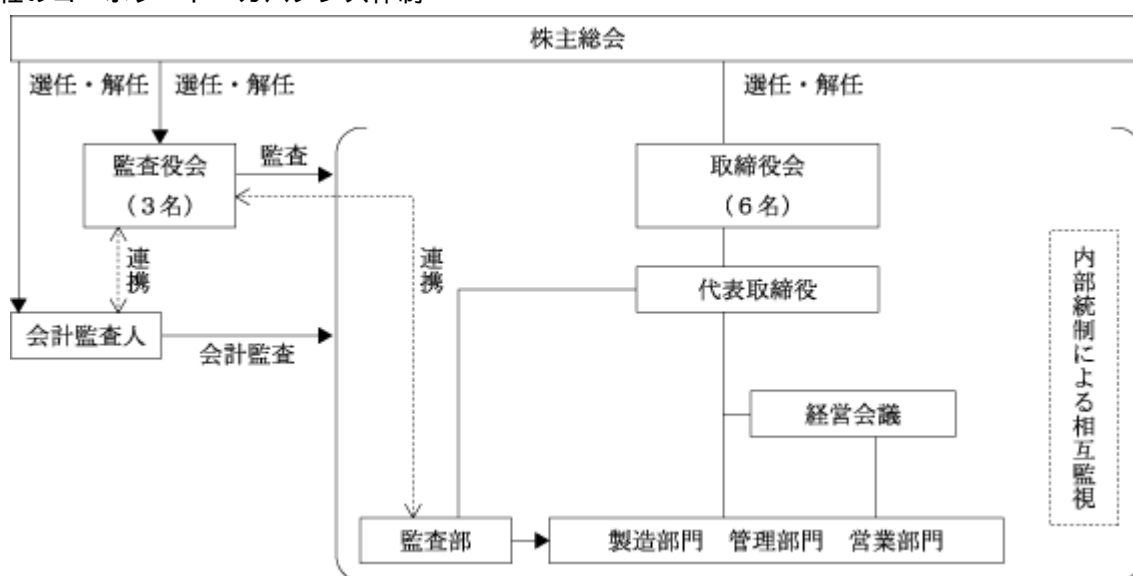 株主総会
選任・解任
選任・解任
選任・解任
監査役会
（３名）
監査
取締役会
（６名）
連携
連携
代表取締役
内部統制による相互監視
会計監査人
会計監査
経営会議
監査部
製造部門　管理部門　営業部門